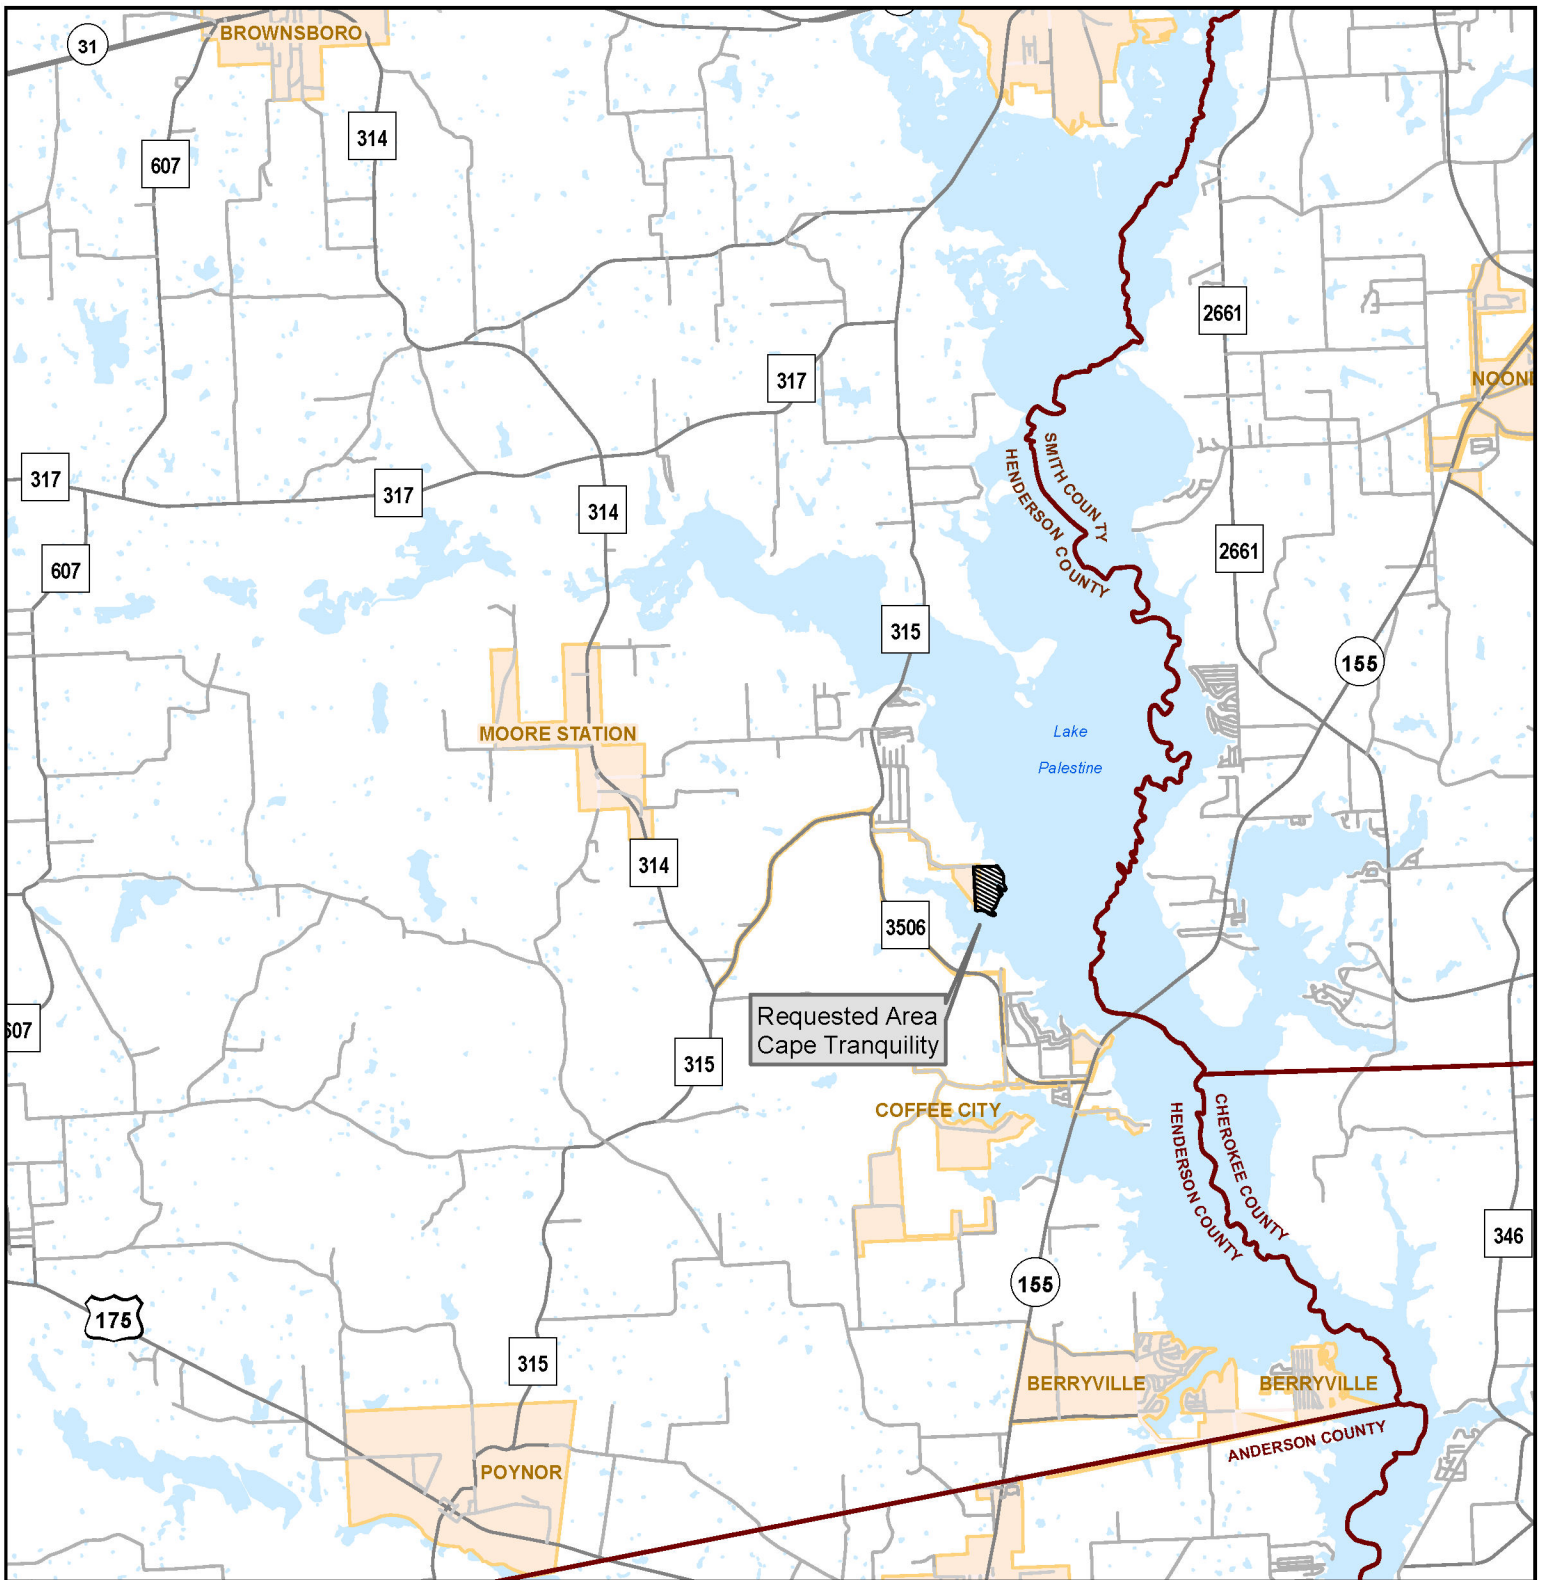 BROWNSBORO
31
314
607
2661
317
NOON
SMITH COUNTY
HENDERSON COUNTY
317
317
314
2661
607
315
155
MOORE STATION
Lake
Palestine
314
3506
Requested Area
Cape Tranquility
607
315
COFFEE CITY
CHEROKEE COUNTY
HENDERSON COUNTY
346
155
175
315
BERRYVILLE
BERRYVILLE
ANDERSON COUNTY
POYNOR